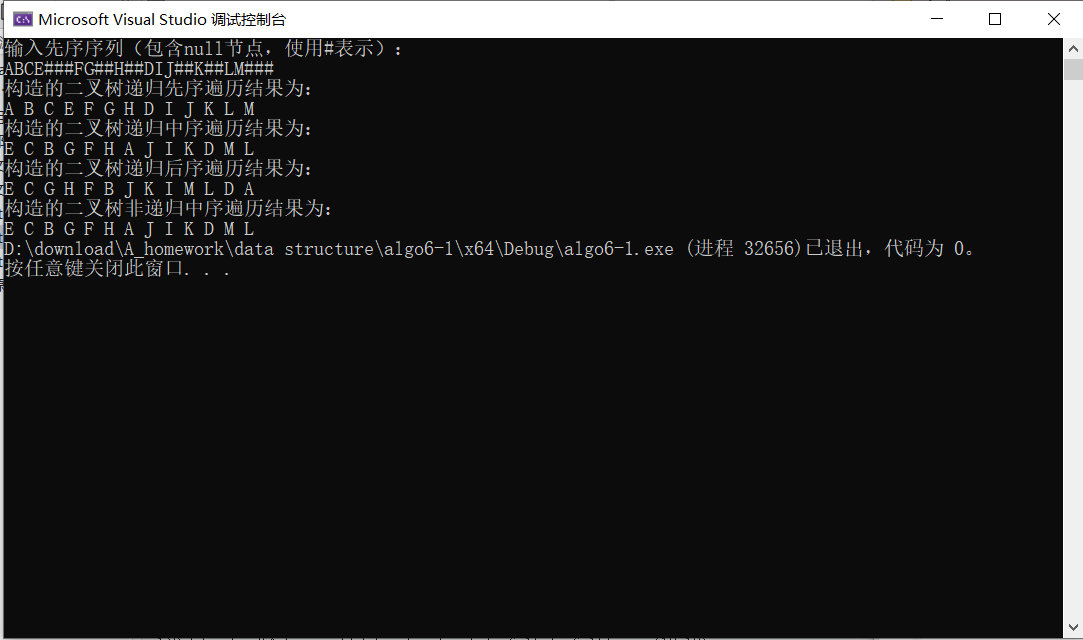 Microsoft Visual Studio 调试控制台
输入先序序列（包含null节点，使用#表示）:
ABCE###FG##H##DIJ##K##LM###
构造的二叉树递归先序遍历结果为:
A B C E F G H D I J K L M
构造的二叉树递归中序遍历结果为:
E C B G F H A J I K D M L
构造的二叉树递归后序遍历结果为:
E C G H F B J K I M L D A
构造的二叉树非递归中序遍历结果为:
E C B G F H A J I K D M L
D:\download\A_homework\data structure\algo6-1\x64\Debug\algo6-1.exe (进程 32656)已退出，代码为 0。
按任意键关闭此窗口. . .